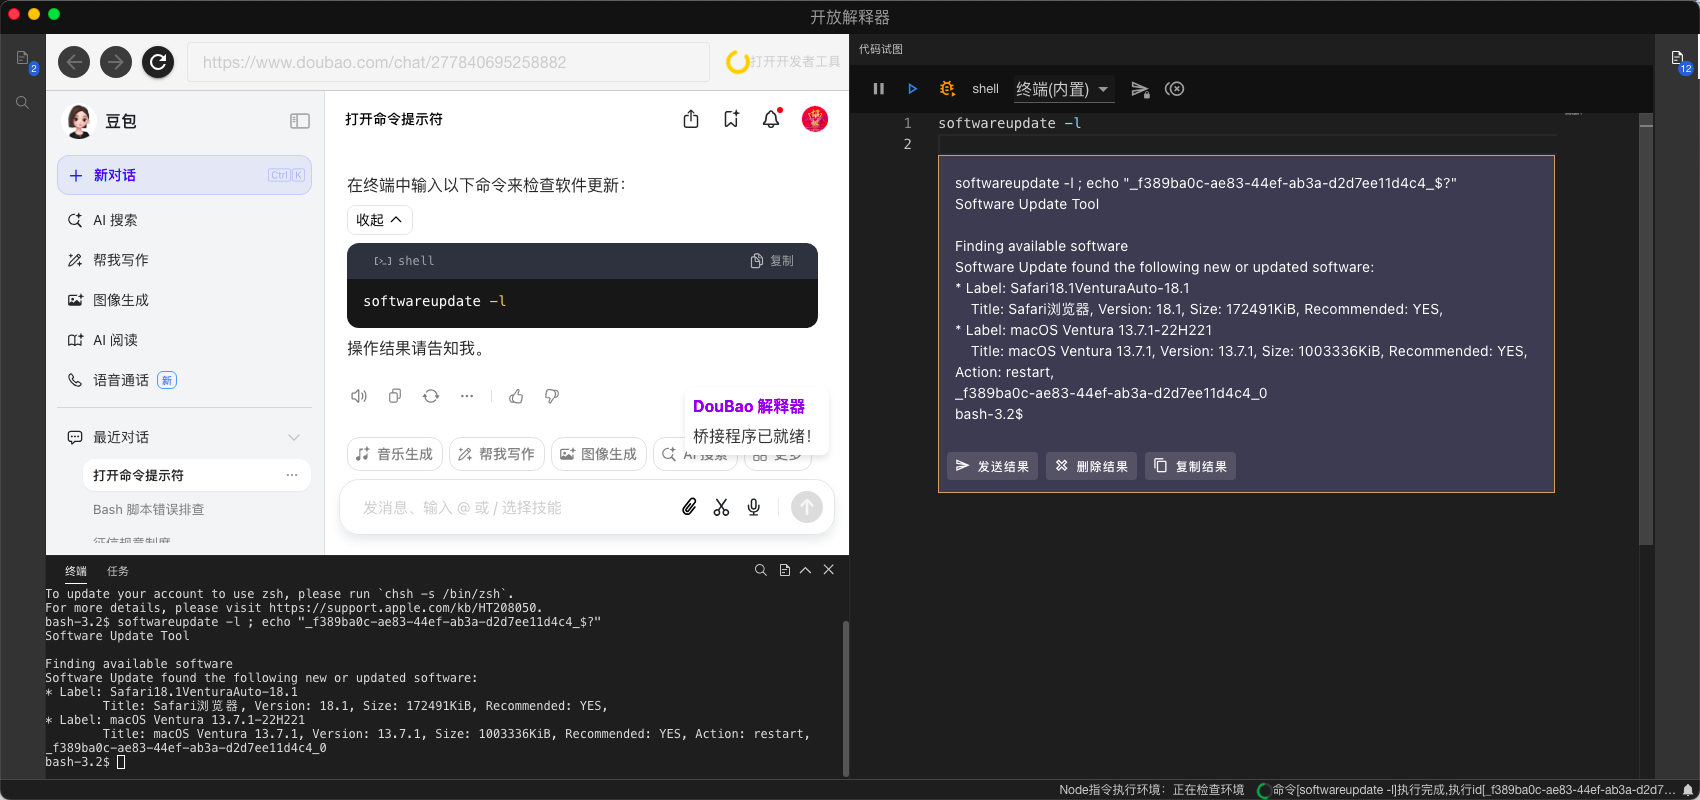 开放解释器
2
https://www.doubao.com/chat/277840695258882
打开开发者工具
豆包
新对话
Ctrl K
AI 搜索
帮我写作
图像生成
AI 阅读
语音通话 新
最近对话
打开命令提示符
Bash 脚本错误排查
打开命令提示符
在终端中输入以下命令来检查软件更新：
收起
shell
复制
softwareupdate -l
操作结果请告知我。
DouBao 解释器
桥接程序已就绪！
音乐生成
帮我写作
图像生成
AI 搜索
更多
发消息、输入 @ 或 / 选择技能
终端 任务
To update your account to use zsh, please run `chsh -s /bin/zsh`.
For more details, please visit https://support.apple.com/kb/HT208050.
bash-3.2$ softwareupdate -l ; echo "_f389ba0c-ae83-44ef-ab3a-d2d7ee11d4c4_$?"
Software Update Tool
Finding available software
Software Update found the following new or updated software:
* Label: Safari18.1VenturaAuto-18.1
Title: Safari浏览器, Version: 18.1, Size: 172491KiB, Recommended: YES,
* Label: macOS Ventura 13.7.1-22H221
Title: macOS Ventura 13.7.1, Version: 13.7.1, Size: 1003336KiB, Recommended: YES, Action: restart,
_f389ba0c-ae83-44ef-ab3a-d2d7ee11d4c4_0
bash-3.2$
代码试图
shell 终端(内置)
12
1 softwareupdate -l
2
softwareupdate -l ; echo "_f389ba0c-ae83-44ef-ab3a-d2d7ee11d4c4_$?"
Software Update Tool
Finding available software
Software Update found the following new or updated software:
* Label: Safari18.1VenturaAuto-18.1
Title: Safari浏览器, Version: 18.1, Size: 172491KiB, Recommended: YES,
* Label: macOS Ventura 13.7.1-22H221
Title: macOS Ventura 13.7.1, Version: 13.7.1, Size: 1003336KiB, Recommended: YES,
Action: restart,
_f389ba0c-ae83-44ef-ab3a-d2d7ee11d4c4_0
bash-3.2$
发送结果
删除结果
复制结果
Node指令执行环境：正在检查环境
命令[softwareupdate -l]执行完成,执行id[_f389ba0c-ae83-44ef-ab3a-d2d7...